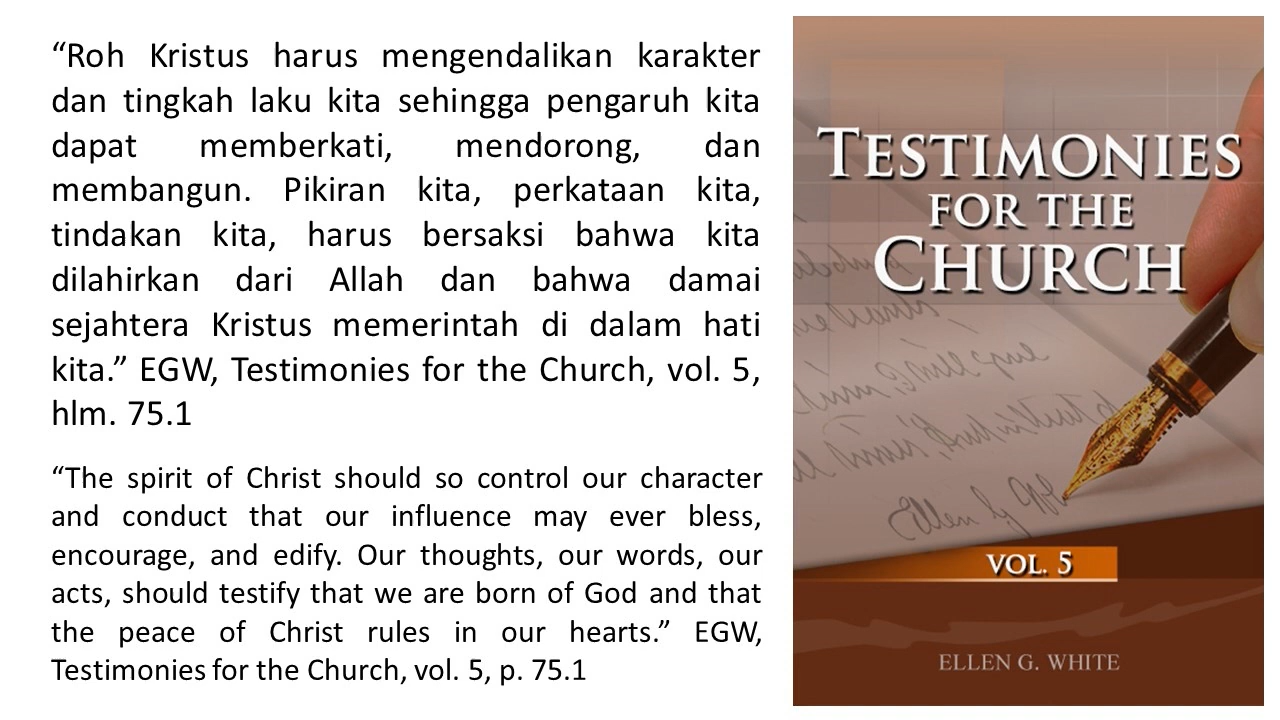 “Roh Kristus harus mengendalikan karakter
dan tingkah laku kita sehingga pengaruh kita
dapat memberkati, mendorong, dan
membangun. Pikiran kita, perkataan kita,
tindakan kita, harus bersaksi bahwa kita
dilahirkan dari Allah dan bahwa damai
sejahtera Kristus memerintah di dalam hati
kita.” EGW, Testimonies for the Church, vol. 5,
hlm. 75.1
“The spirit of Christ should so control our character
and conduct that our influence may ever bless,
encourage, and edify. Our thoughts, our words, our
acts, should testify that we are born of God and that
the peace of Christ rules in our hearts.” EGW,
Testimonies for the Church, vol. 5, p. 75.1
TESTIMONIES
FOR THE
CHURCH
VOL. 5
ELLEN G. WHITE